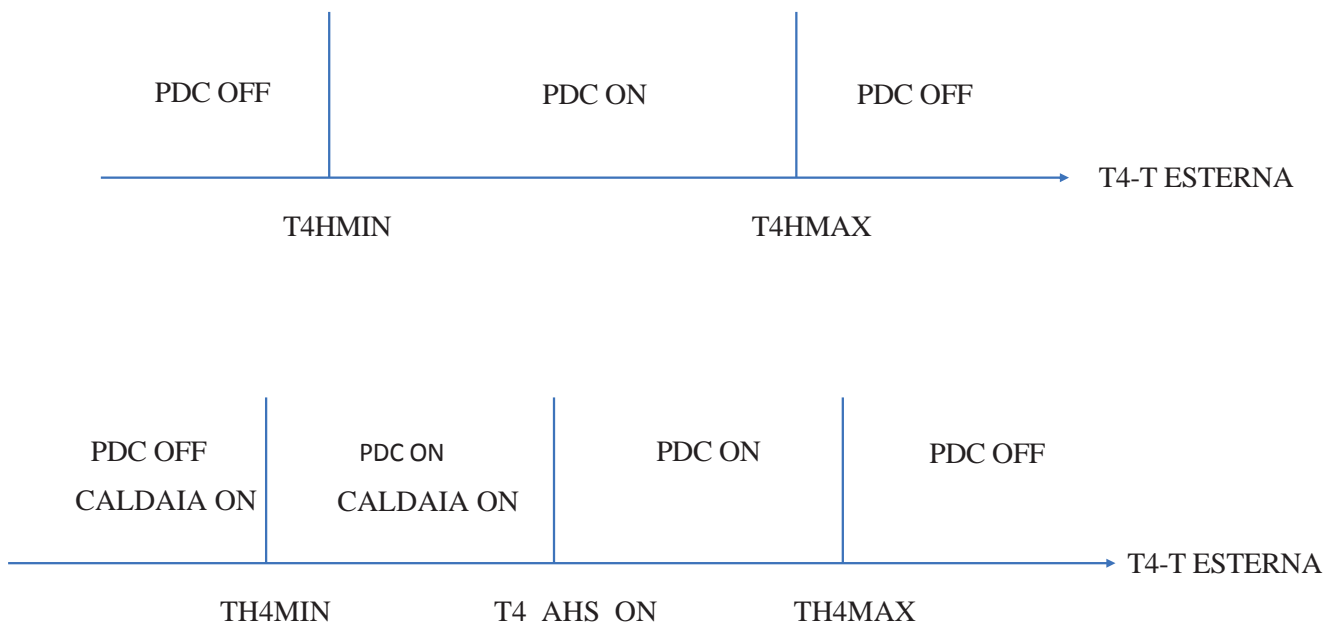 PDC OFF
PDC ON
PDC OFF
T4-T ESTERNA
T4HMIN
T4HMAX
PDC OFF
CALDAIA ON
PDC ON
CALDAIA ON
PDC ON
PDC OFF
T4-T ESTERNA
TH4MIN
T4 AHS ON
TH4MAX